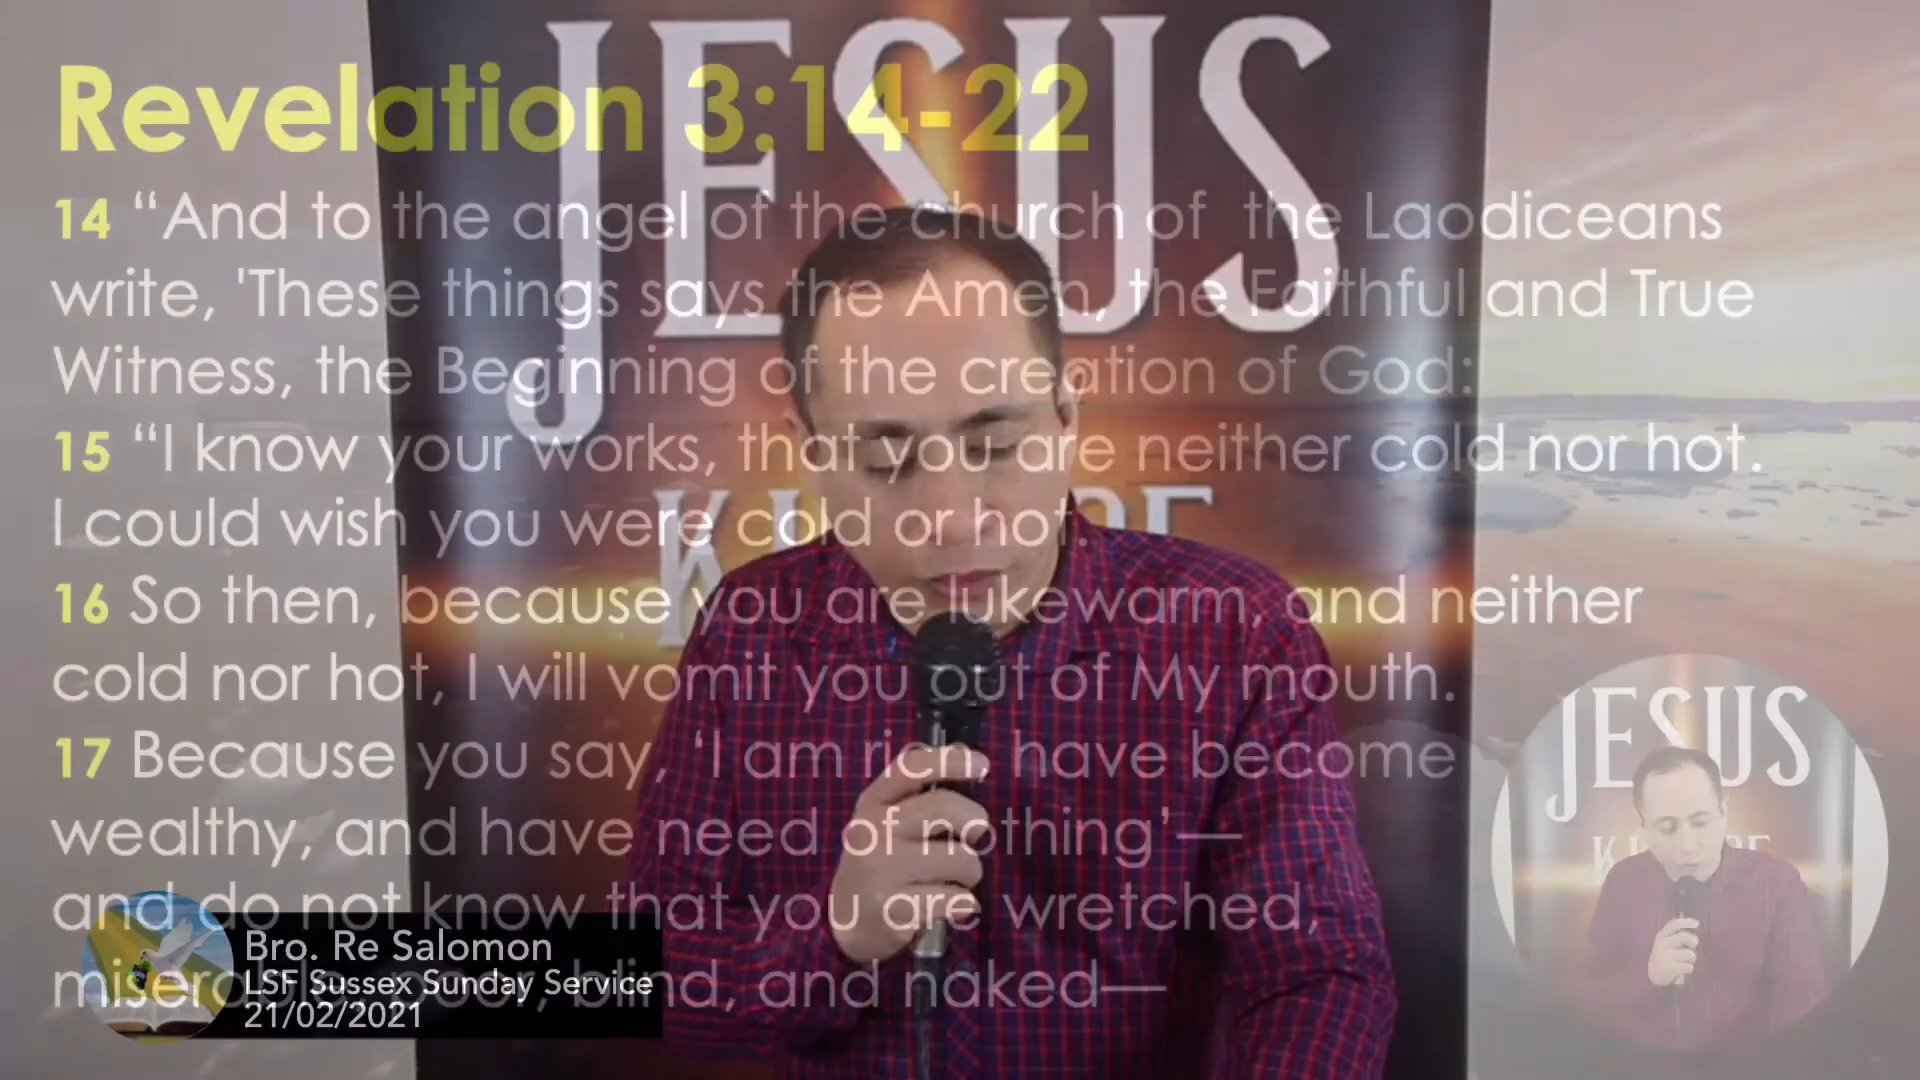 JESUS
Revelation 3:14-22
14 “And to the angel of the church of the Laodiceans
write, 'These things says the Amen, the Faithful and True
Witness, the Beginning of the creation of God:
15 “I know your works, that you are neither cold nor hot.
I could wish you were cold or hot.
16 So then, because you are lukewarm, and neither
cold nor hot, I will vomit you out of My mouth.
17 Because you say, ‘I am rich, have become
wealthy, and have need of nothing’—
and do not know that you are wretched,
miserable, poor, blind, and naked—
Bro. Re Salomon
LSF Sussex Sunday Service
21/02/2021
JESUS